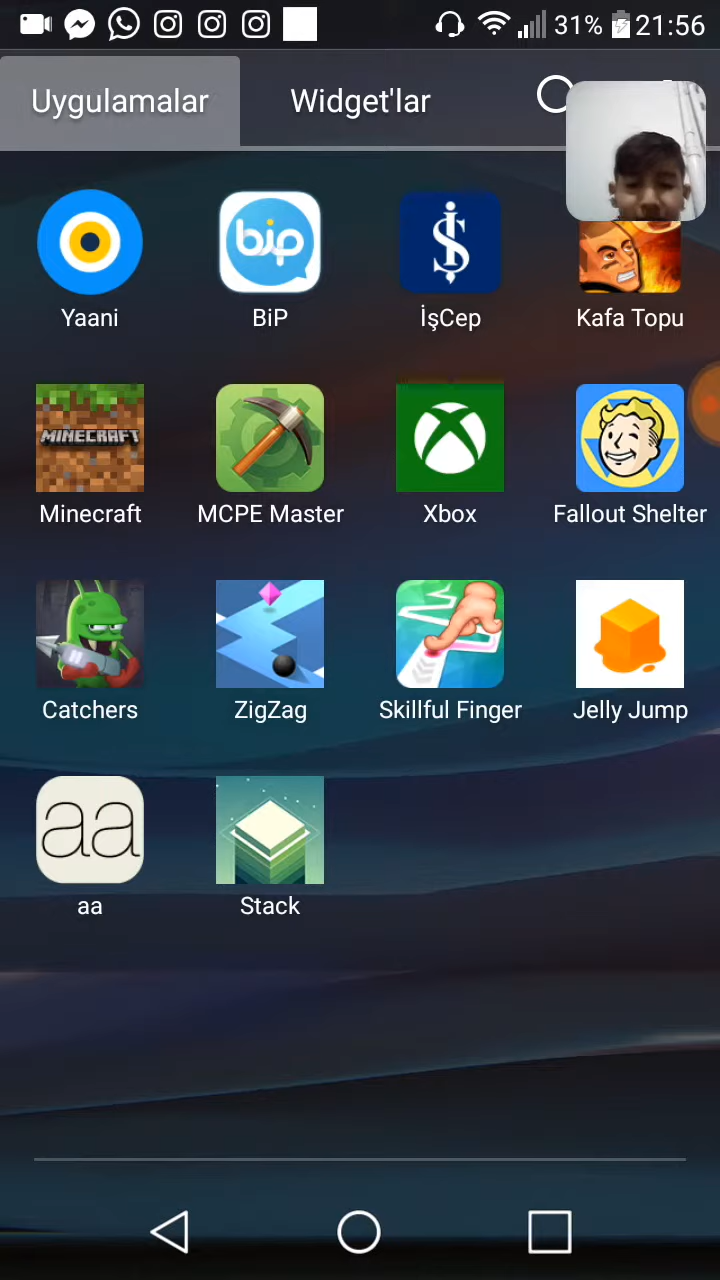 31% 21:56
Uygulamalar Widget'lar
bip
Yaani BiP İşCep Kafa Topu
MINECRAFT
Minecraft MCPE Master Xbox Fallout Shelter
Catchers ZigZag Skillful Finger Jelly Jump
aa
aa Stack